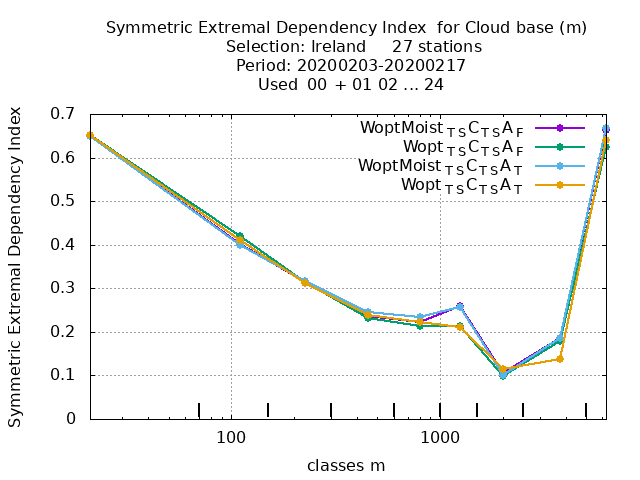 Symmetric Extremal Dependency Index for Cloud base (m)
Selection: Ireland 27 stations
Period: 20200203-20200217
Used 00 + 01 02 ... 24
Symmetric Extremal Dependency Index
0.7
0.6
0.5
0.4
0.3
0.2
0.1
0
WoptMoist TS C TS A F
Wopt TS C TS A F
WoptMoist TS C TS A T
Wopt TS C TS A T
100 1000
classes m